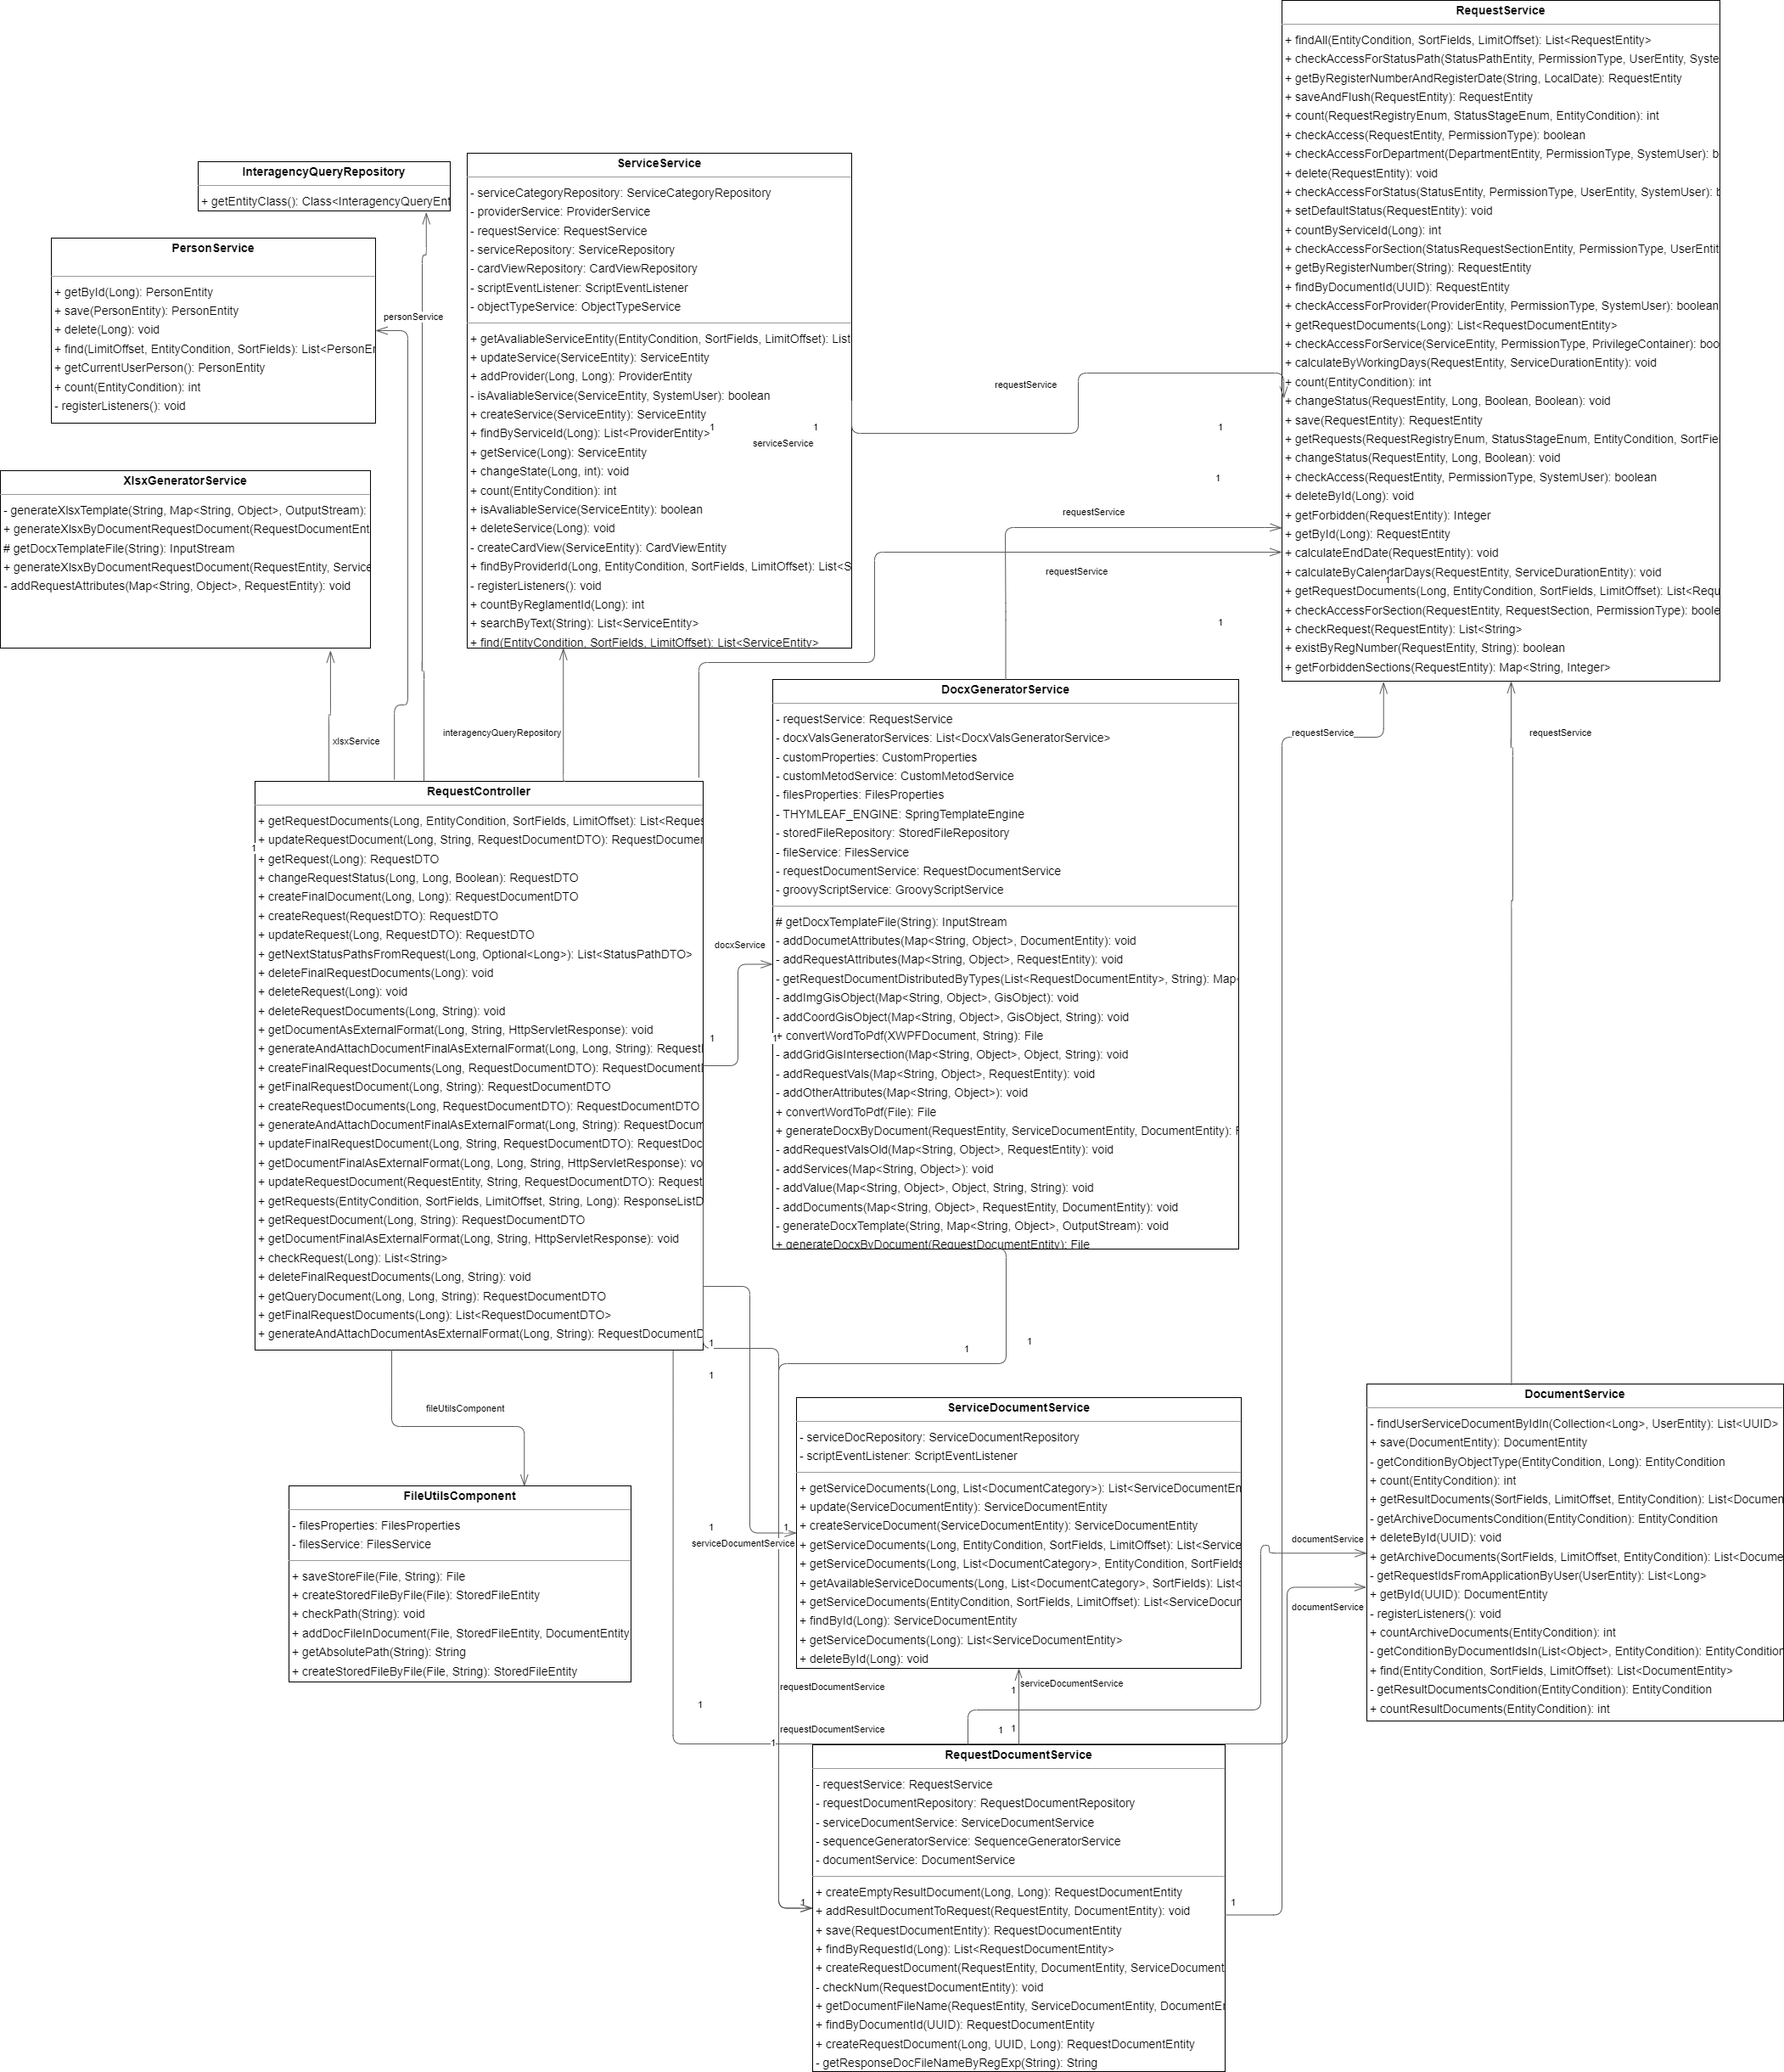 RequestService
+ findAll(EntityCondition, SortFields, LimitOffset): List<RequestEntity>
+ checkAccessForStatusPath(StatusPathEntity, PermissionType, UserEntity, Syste
+ getByRegisterNumberAndRegisterDate(String, LocalDate): RequestEntity
+ saveAndFlush(RequestEntity): RequestEntity
+ count(RequestRegistryEnum, StatusStageEnum, EntityCondition): int
+ checkAccess(RequestEntity, PermissionType): boolean
+ checkAccessForDepartment(DepartmentEntity, PermissionType, SystemUser): b
+ delete(RequestEntity): void
+ checkAccessForStatus(StatusEntity, PermissionType, UserEntity, SystemUser): b
+ setDefaultStatus(RequestEntity): void
+ countByServiceId(Long): int
+ checkAccessForSection(StatusRequestSectionEntity, PermissionType, UserEntit
+ getByRegisterNumber(String): RequestEntity
+ findByDocumentId(UUID): RequestEntity
+ checkAccessForProvider(ProviderEntity, PermissionType, SystemUser): boolean
+ getRequestDocuments(Long): List<RequestDocumentEntity>
+ checkAccessForService(ServiceEntity, PermissionType, PrivilegeContainer): boo
+ calculateByWorkingDays(RequestEntity, ServiceDurationEntity): void
+ count(EntityCondition): int
+ changeStatus(RequestEntity, Long, Boolean, Boolean): void
+ save(RequestEntity): RequestEntity
+ getRequests(RequestRegistryEnum, StatusStageEnum, EntityCondition, SortFie
+ changeStatus(RequestEntity, Long, Boolean): void
+ checkAccess(RequestEntity, PermissionType, SystemUser): boolean
+ deleteById(Long): void
+ getForbidden(RequestEntity): Integer
+ getById(Long): RequestEntity
+ calculateEndDate(RequestEntity): void
+ calculateByCalendarDays(RequestEntity, ServiceDurationEntity): void
1
+ getRequestDocuments(Long, EntityCondition, SortFields, LimitOffset): List<Requ
+ checkAccessForSection(RequestEntity, RequestSection, PermissionType): boole
+ checkRequest(RequestEntity): List<String>
+ existByRegNumber(RequestEntity, String): boolean
+ getForbiddenSections(RequestEntity): Map<String, Integer>
InteragencyQueryRepository
+ getEntityClass(): Class<InteragencyQueryEnt
ServiceService
- serviceCategoryRepository: ServiceCategoryRepository
- providerService: ProviderService
- requestService: RequestService
- serviceRepository: ServiceRepository
- cardViewRepository: CardViewRepository
- scriptEventListener: ScriptEventListener
- objectTypeService: ObjectTypeService
+ getAvaliableServiceEntity(EntityCondition, SortFields, LimitOffset): List
+ updateService(ServiceEntity): ServiceEntity
+ addProvider(Long, Long): ProviderEntity
- isAvaliableService(ServiceEntity, SystemUser): boolean
+ createService(ServiceEntity): ServiceEntity
+ findByServiceId(Long): List<ProviderEntity>
1
1
serviceService
+ getService(Long): ServiceEntity
+ changeState(Long, int): void
+ count(EntityCondition): int
+ isAvaliableService(ServiceEntity): boolean
+ deleteService(Long): void
- createCardView(ServiceEntity): CardViewEntity
+ findByProviderId(Long, EntityCondition, SortFields, LimitOffset): List<S
- registerListeners(): void
+ countByReglamentId(Long): int
+ searchByText(String): List<ServiceEntity>
+ find(EntityCondition, SortFields, LimitOffset): List<ServiceEntity>
PersonService
+ getById(Long): PersonEntity
+ save(PersonEntity): PersonEntity
+ delete(Long): void
+ find(LimitOffset, EntityCondition, SortFields): List<PersonEr
+ getCurrentUserPerson(): PersonEntity
+ count(EntityCondition): int
- registerListeners(): void
personService
requestService
1
1
requestService
requestService
1
XlsxGeneratorService
- generateXlsxTemplate(String, Map<String, Object>, OutputStream):
+ generateXlsxByDocumentRequestDocument(RequestDocumentEnt
# getDocxTemplateFile(String): InputStream
+ generateXlsxByDocumentRequestDocument(RequestEntity, Service
- addRequestAttributes(Map<String, Object>, RequestEntity): void
xlsxService
interagencyQueryRepository
requestService
requestService
DocxGeneratorService
- requestService: RequestService
- docxValsGeneratorServices: List<DocxValsGeneratorService>
- customProperties: CustomProperties
- customMetodService: CustomMetodService
- filesProperties: FilesProperties
- THYMLEAF_ENGINE: SpringTemplateEngine
- storedFileRepository: StoredFileRepository
- fileService: FilesService
- requestDocumentService: RequestDocumentService
- groovyScriptService: GroovyScriptService
# getDocxTemplateFile(String): InputStream
- addDocumetAttributes(Map<String, Object>, DocumentEntity): void
- addRequestAttributes(Map<String, Object>, RequestEntity): void
- getRequestDocumentDistributedByTypes(List<RequestDocumentEntity>, String): Map<
- addImgGisObject(Map<String, Object>, GisObject): void
- addCoordGisObject(Map<String, Object>, GisObject, String): void
+ convertWordToPdf(XWPFDocument, String): File
- addGridGisIntersection(Map<String, Object>, Object, String): void
- addRequestVals(Map<String, Object>, RequestEntity): void
- addOtherAttributes(Map<String, Object>): void
+ convertWordToPdf(File): File
+ generateDocxByDocument(RequestEntity, ServiceDocumentEntity, DocumentEntity): F
- addRequestValsOld(Map<String, Object>, RequestEntity): void
- addServices(Map<String, Object>): void
- addValue(Map<String, Object>, Object, String, String): void
- addDocuments(Map<String, Object>, RequestEntity, DocumentEntity): void
- generateDocxTemplate(String, Map<String, Object>, OutputStream): void
+ generateDocxByDocument(RequestDocumentEntity): File
RequestController
+ getRequestDocuments(Long, EntityCondition, SortFields, LimitOffset): List<Reques
+ updateRequestDocument(Long, String, RequestDocumentDTO): RequestDocumer
1
+ getRequest(Long): RequestDTO
+ changeRequestStatus(Long, Long, Boolean): RequestDTO
+ createFinalDocument(Long, Long): RequestDocumentDTO
+ createRequest(RequestDTO): RequestDTO
+ updateRequest(Long, RequestDTO): RequestDTO
+ getNextStatusPathsFromRequest(Long, Optional<Long>): List<StatusPathDTO>
+ deleteFinalRequestDocuments(Long): void
+ deleteRequest(Long): void
+ deleteRequestDocuments(Long, String): void
+ getDocumentAsExternalFormat(Long, String, HttpServletResponse): void
+ generateAndAttachDocumentFinalAsExternalFormat(Long, Long, String): Request
+ createFinalRequestDocuments(Long, RequestDocumentDTO): RequestDocument
+ getFinalRequestDocument(Long, String): RequestDocumentDTO
+ createRequestDocuments(Long, RequestDocumentDTO): RequestDocumentDTO
+ generateAndAttachDocumentFinalAsExternalFormat(Long, String): RequestDocum
+ updateFinalRequestDocument(Long, String, RequestDocumentDTO): RequestDoc
+ getDocumentFinalAsExternalFormat(Long, Long, String, HttpServletResponse): vo
+ updateRequestDocument(RequestEntity, String, RequestDocumentDTO): Request
+ getRequests(EntityCondition, SortFields, LimitOffset, String, Long): ResponseListD
+ getRequestDocument(Long, String): RequestDocumentDTO
+ getDocumentFinalAsExternalFormat(Long, String, HttpServletResponse): void
+ checkRequest(Long): List<String>
+ deleteFinalRequestDocuments(Long, String): void
+ getQueryDocument(Long, Long, String): RequestDocumentDTO
+ getFinalRequestDocuments(Long): List<RequestDocumentDTO>
+ generateAndAttachDocumentAsExternalFormat(Long, String): RequestDocumentD
docxService
1
1
1
1
1
1
fileUtilsComponent
FileUtilsComponent
- filesProperties: FilesProperties
- filesService: FilesService
+ saveStoreFile(File, String): File
+ createStoredFileByFile(File): StoredFileEntity
+ checkPath(String): void
+ addDocFileInDocument(File, StoredFileEntity, DocumentEntity
+ getAbsolutePath(String): String
+ createStoredFileByFile(File, String): StoredFileEntity
1
1
serviceDocumentService
ServiceDocumentService
- serviceDocRepository: ServiceDocumentRepository
- scriptEventListener: ScriptEventListener
+ getServiceDocuments(Long, List<DocumentCategory>): List<ServiceDocumentEn
+ update(ServiceDocumentEntity): ServiceDocumentEntity
+ createServiceDocument(ServiceDocumentEntity): ServiceDocumentEntity
+ getServiceDocuments(Long, EntityCondition, SortFields, LimitOffset): List<Service
+ getServiceDocuments(Long, List<DocumentCategory>, EntityCondition, SortFields
+ getAvailableServiceDocuments(Long, List<DocumentCategory>, SortFields): List<
+ getServiceDocuments(EntityCondition, SortFields, LimitOffset): List<ServiceDocur
+ findById(Long): ServiceDocumentEntity
+ getServiceDocuments(Long): List<ServiceDocumentEntity>
+ deleteById(Long): void
DocumentService
- findUserServiceDocumentByIdIn(Collection<Long>, UserEntity): List<UUID>
+ save(DocumentEntity): DocumentEntity
- getConditionByObjectType(EntityCondition, Long): EntityCondition
+ count(EntityCondition): int
+ getResultDocuments(SortFields, LimitOffset, EntityCondition): List<Documen
- getArchiveDocumentsCondition(EntityCondition): EntityCondition
+ deleteById(UUID): void
+ getArchiveDocuments(SortFields, LimitOffset, EntityCondition): List<Docume
- getRequestIdsFromApplicationByUser(UserEntity): List<Long>
+ getById(UUID): DocumentEntity
- registerListeners(): void
+ countArchiveDocuments(EntityCondition): int
- getConditionByDocumentIdsIn(List<Object>, EntityCondition): EntityCondition
+ find(EntityCondition, SortFields, LimitOffset): List<DocumentEntity>
- getResultDocumentsCondition(EntityCondition): EntityCondition
+ countResultDocuments(EntityCondition): int
documentService
documentService
serviceDocumentService
requestDocumentService
1
1
1
1
requestDocumentService
1
RequestDocumentService
- requestService: RequestService
- requestDocumentRepository: RequestDocumentRepository
- serviceDocumentService: ServiceDocumentService
- sequenceGeneratorService: SequenceGeneratorService
- documentService: DocumentService
+ createEmptyResultDocument(Long, Long): RequestDocumentEntity
1
1
+ addResultDocumentToRequest(RequestEntity, DocumentEntity): void
+ save(RequestDocumentEntity): RequestDocumentEntity
+ findByRequestId(Long): List<RequestDocumentEntity>
+ createRequestDocument(RequestEntity, DocumentEntity, ServiceDocument
- checkNum(RequestDocumentEntity): void
+ getDocumentFileName(RequestEntity, ServiceDocumentEntity, DocumentEr
+ findByDocumentId(UUID): RequestDocumentEntity
+ createRequestDocument(Long, UUID, Long): RequestDocumentEntity
- getResponseDocFileNameByRegExp(String): String